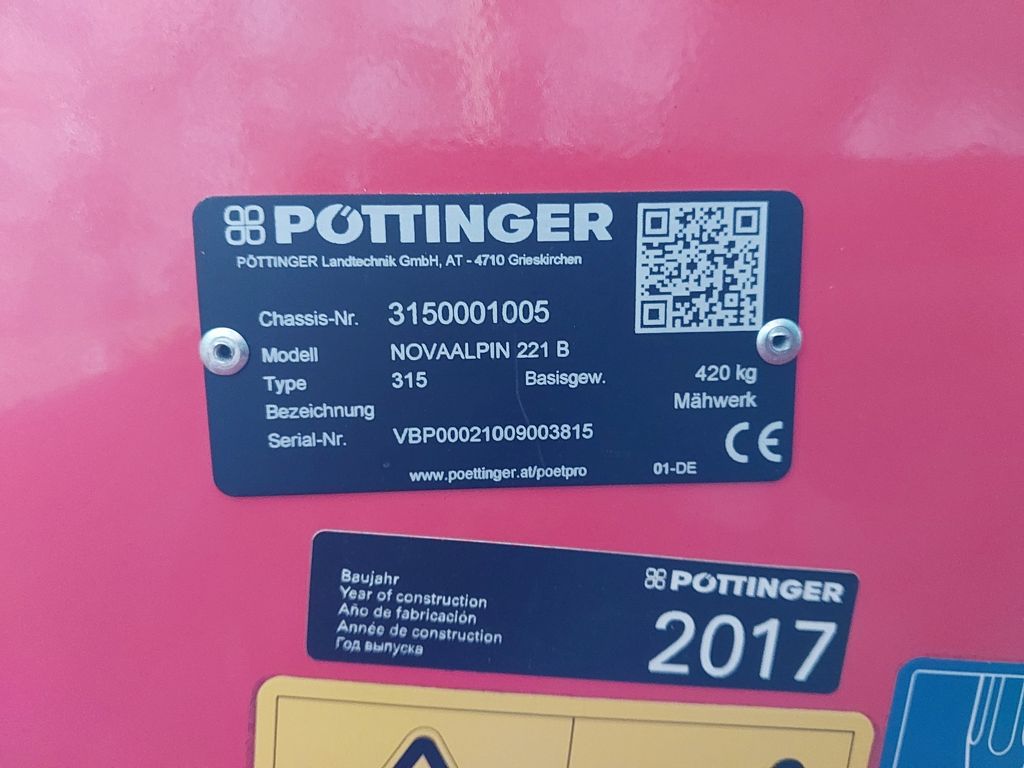 PÖTTINGER
PÖTTINGER Landtechnik GmbH, AT - 4710 Grieskirchen
Chassis-Nr. 3150001005
Modell NOVAALPIN 221 B
Type 315 Basisgew. 420 kg
Bezeichnung Mähwerk
Serial-Nr. VBP00021009003815
CE
www.poettinger.at/poetpro 01-DE
Baujahr
Year of construction
Año de fabricación
Année de construction
Год выпуска
PÖTTINGER
2017